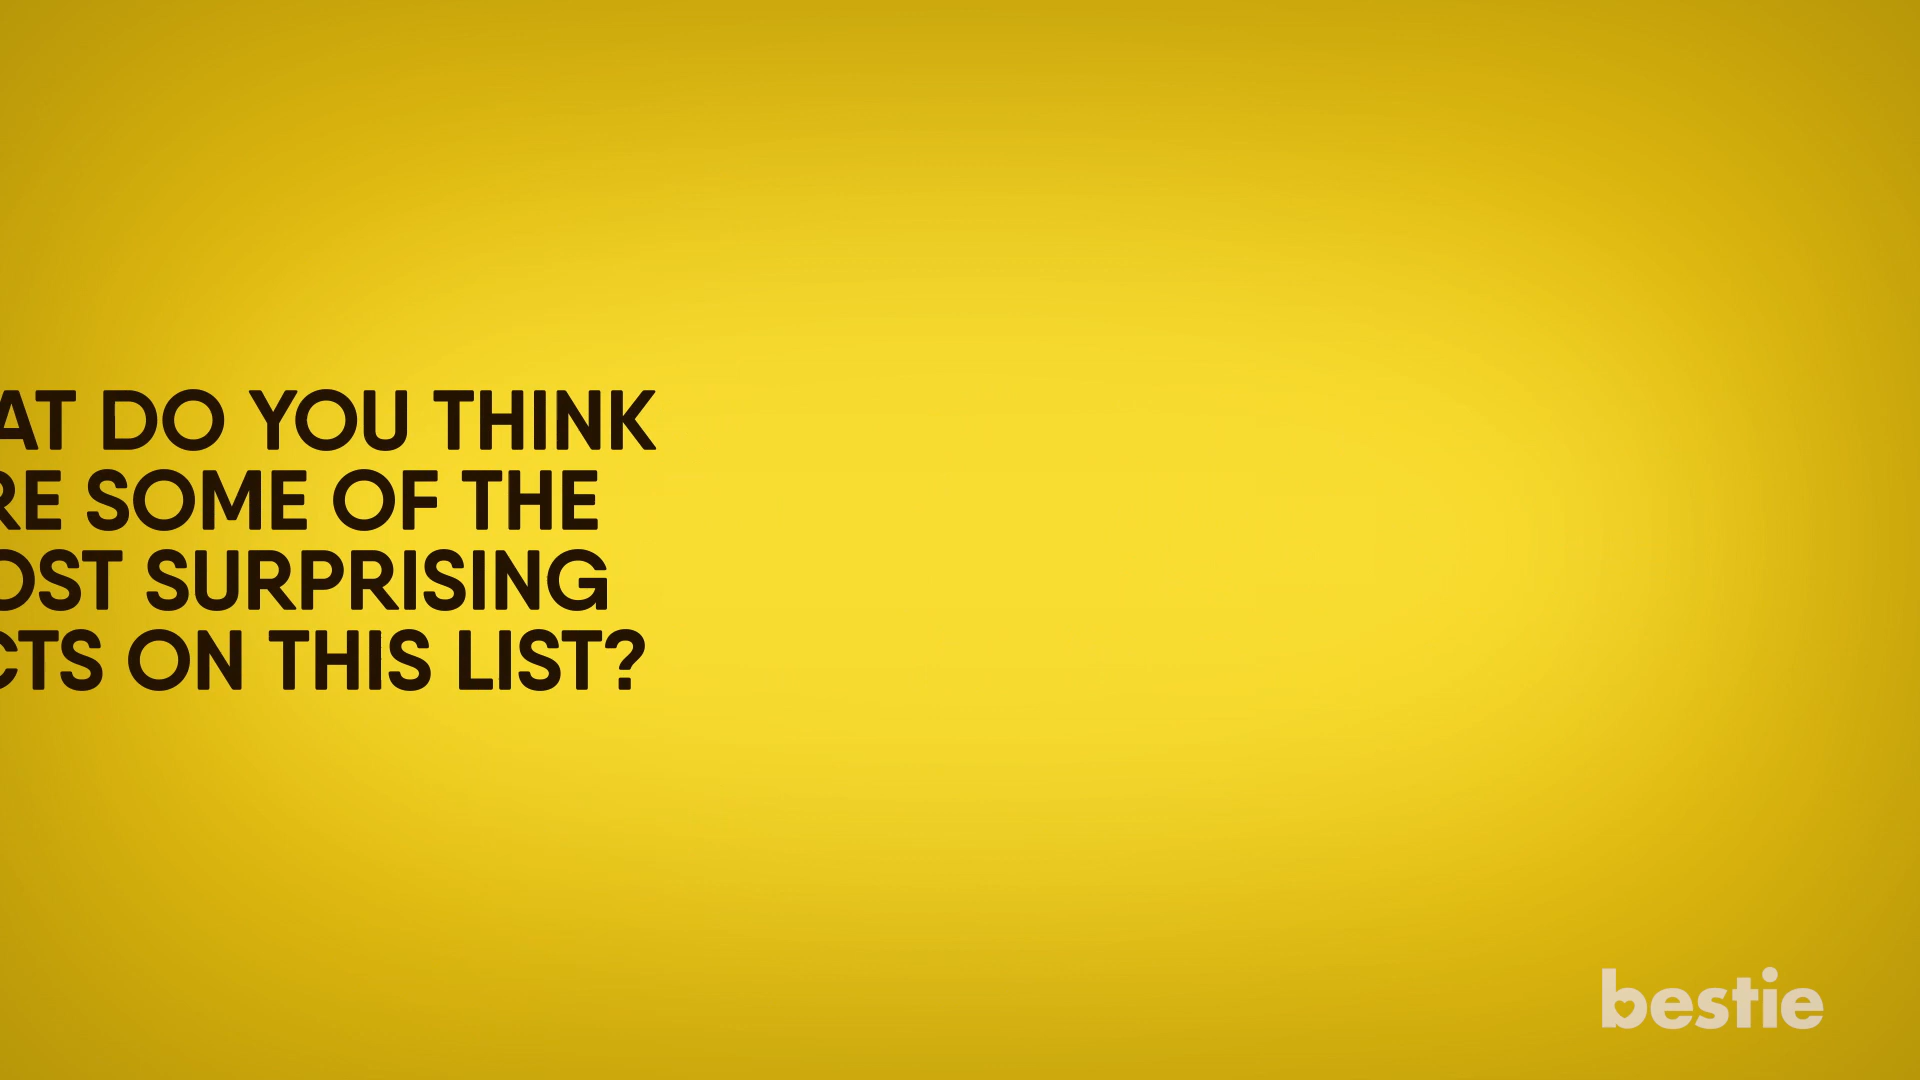 AT DO YOU THINK
RE SOME OF THE
OST SURPRISING
CTS ON THIS LIST?
bestie